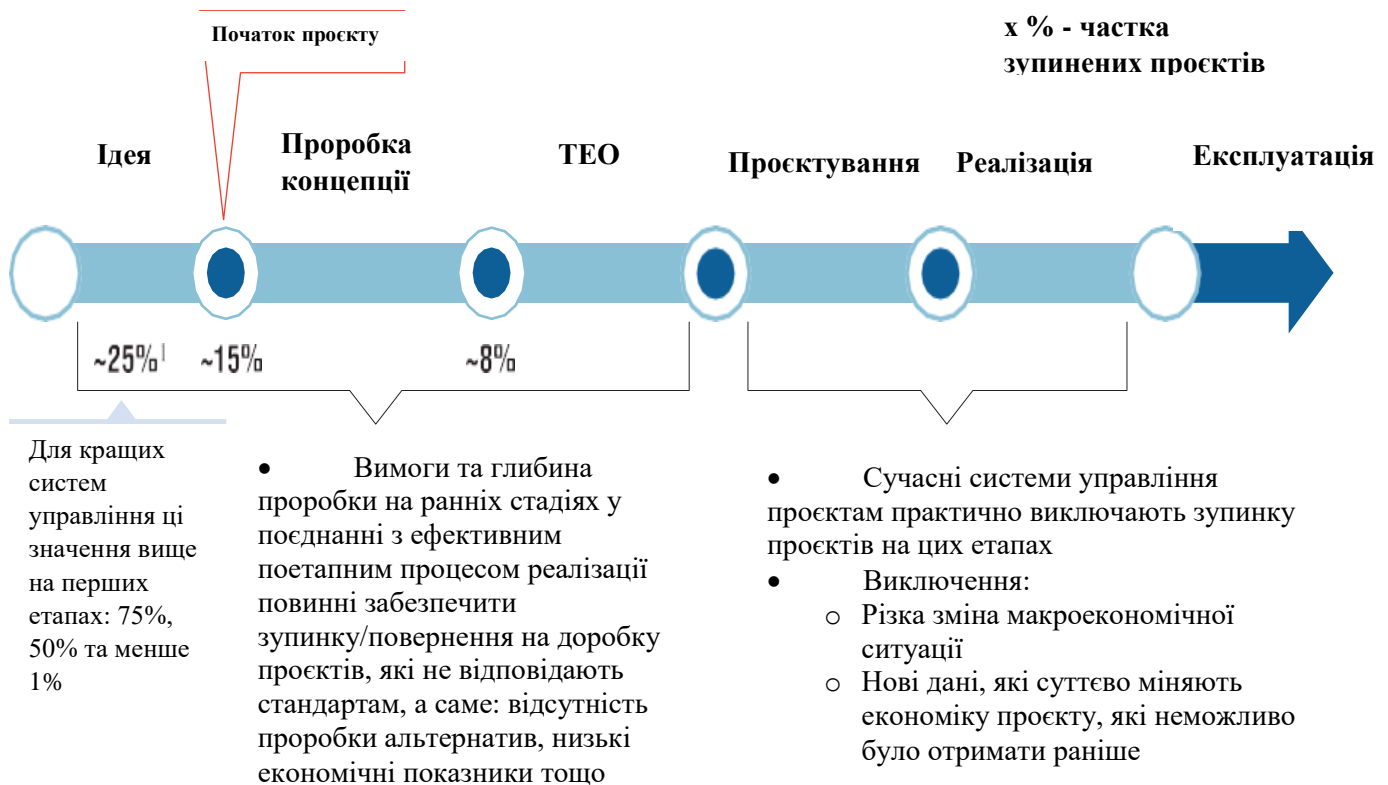 Початок проєкту
х % - частка
зупинених проєктів
Ідея
Проробка
концепції
ТЕО
Проєктування
Реалізація
Експлуатація
~25%¹
~15%
~8%
Для кращих
систем
управління ці
значення вище
на перших
етапах: 75%,
50% та менше
1%
• Вимоги та глибина
проробки на ранніх стадіях у
поєднанні з ефективним
поетапним процесом реалізації
повинні забезпечити
зупинку/повернення на доробку
проєктів, які не відповідають
стандартам, а саме: відсутність
проробки альтернатив, низькі
економічні показники тощо
• Сучасні системи управління
проєктам практично виключають зупинку
проєктів на цих етапах
• Виключення:
o Різка зміна макроекономічної
ситуації
o Нові дані, які суттєво міняють
економіку проєкту, які неможливо
було отримати раніше